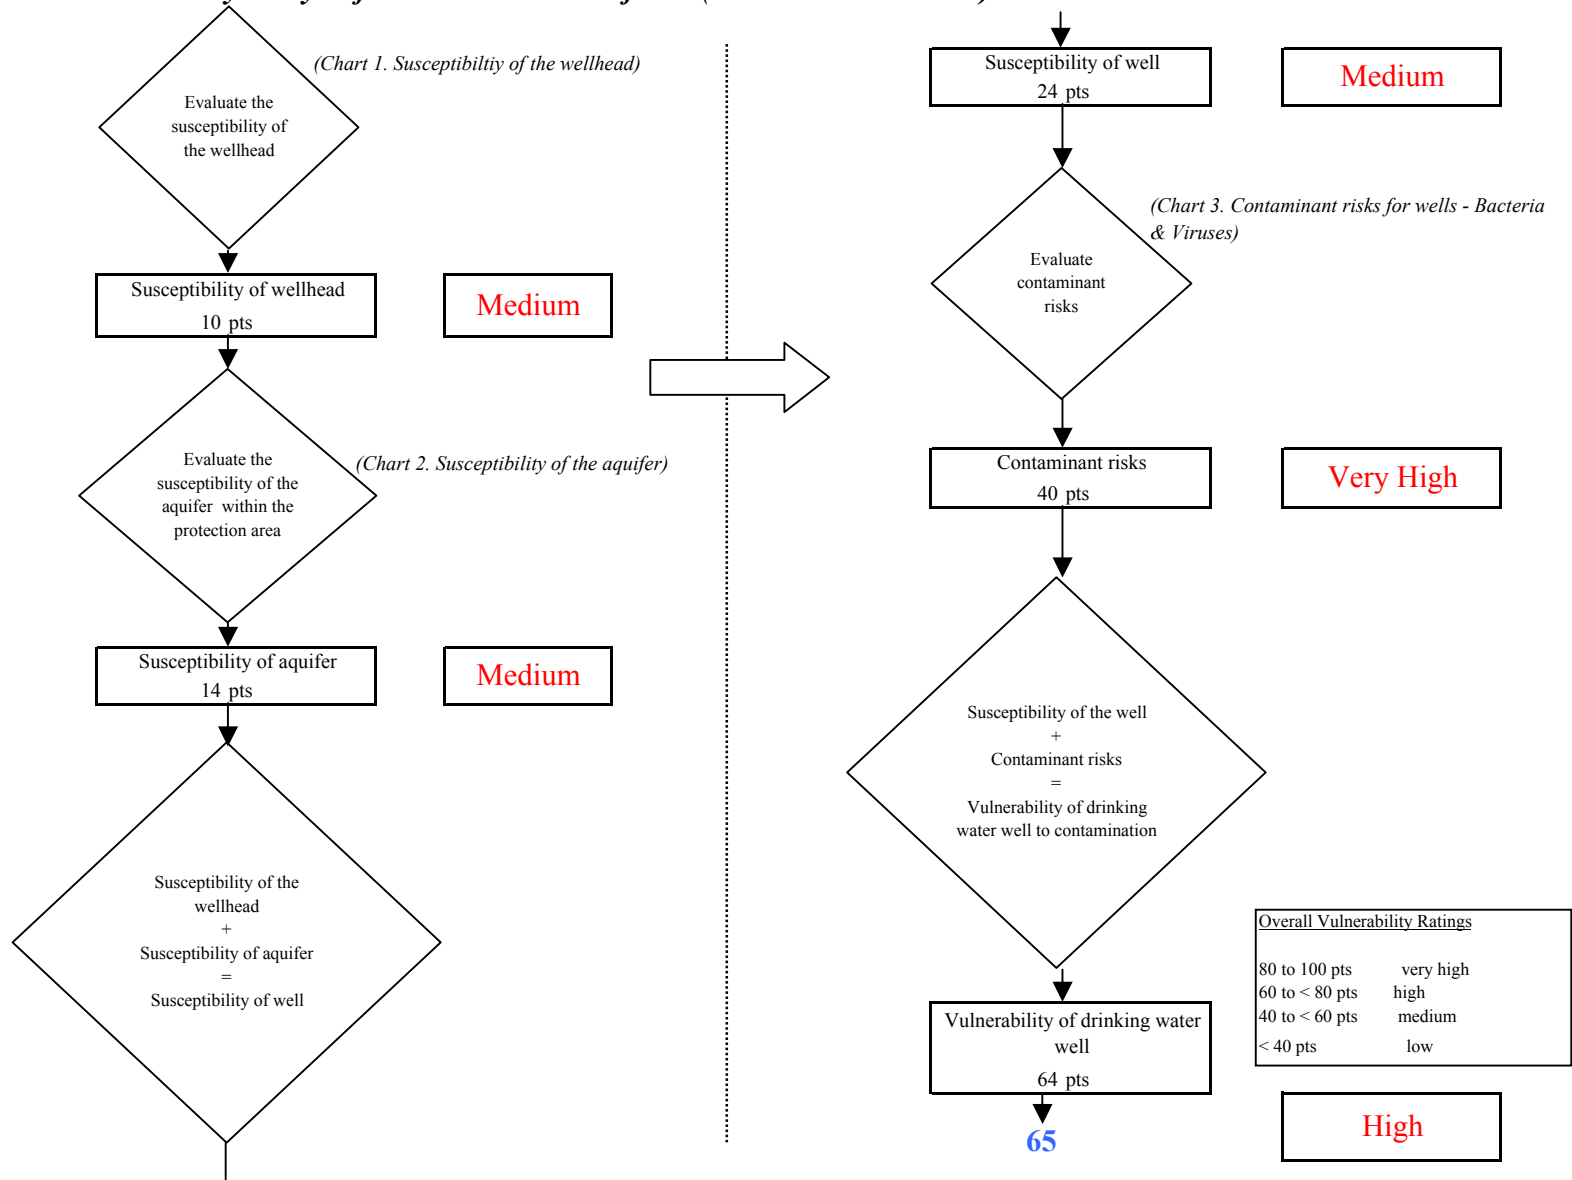 (Chart 1. Susceptibiltiy of the wellhead)
Evaluate the
susceptibility of
the wellhead
Susceptibility of wellhead
10 pts
Medium
Evaluate the
susceptibility of the
aquifer within the
protection area
(Chart 2. Susceptibility of the aquifer)
Susceptibility of aquifer
14 pts
Medium
Susceptibility of the
wellhead
+
Susceptibility of aquifer
=
Susceptibility of well
Susceptibility of well
24 pts
Medium
(Chart 3. Contaminant risks for wells - Bacteria
& Viruses)
Evaluate
contaminant
risks
Contaminant risks
40 pts
Very High
Susceptibility of the well
+
Contaminant risks
=
Vulnerability of drinking
water well to contamination
Overall Vulnerability Ratings
80 to 100 pts very high
60 to < 80 pts high
40 to < 60 pts medium
< 40 pts low
Vulnerability of drinking water
well
64 pts
65
High